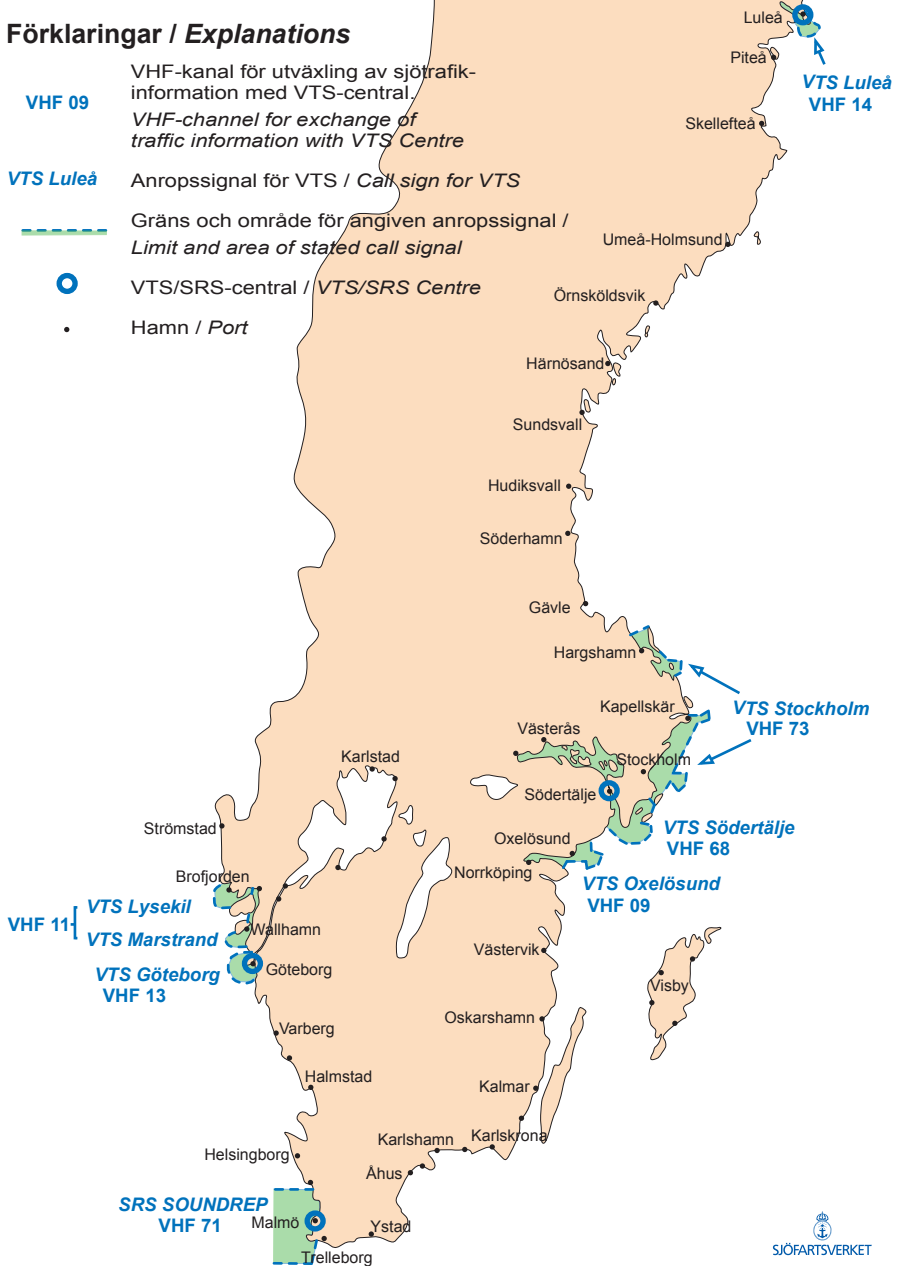 Förklaringar / Explanations
VHF 09
VHF-kanal för utväxling av sjötrafik-
information med VTS-central.
VHF-channel for exchange of
traffic information with VTS Centre
VTS Luleå
Anropssignal för VTS / Call sign for VTS
Gräns och område för angiven anropssignal /
Limit and area of stated call signal
VTS/SRS-central / VTS/SRS Centre
Hamn / Port
Luleå
Piteå
VTS Luleå
VHF 14
Skellefteå
Umeå-Holmsund
Örnsköldsvik
Härnösand
Sundsvall
Hudiksvall
Söderhamn
Gävle
Hargshamn
Kapellskär
VTS Stockholm
VHF 73
Västerås
Stockholm
Karlstad
Södertälje
Strömstad
VTS Södertälje
VHF 68
Oxelösund
Norrköping
VTS Oxelösund
VHF 09
Brofjorden
VHF 11
VTS Lysekil
VTS Marstrand
Wallhamn
VTS Göteborg
VHF 13
Göteborg
Västervik
Visby
Oskarshamn
Varberg
Halmstad
Kalmar
Karlshamn
Karlskrona
Helsingborg
Åhus
SRS SOUNDREP
VHF 71
Malmö
Ystad
Trelleborg
SJÖFARTSVERKET